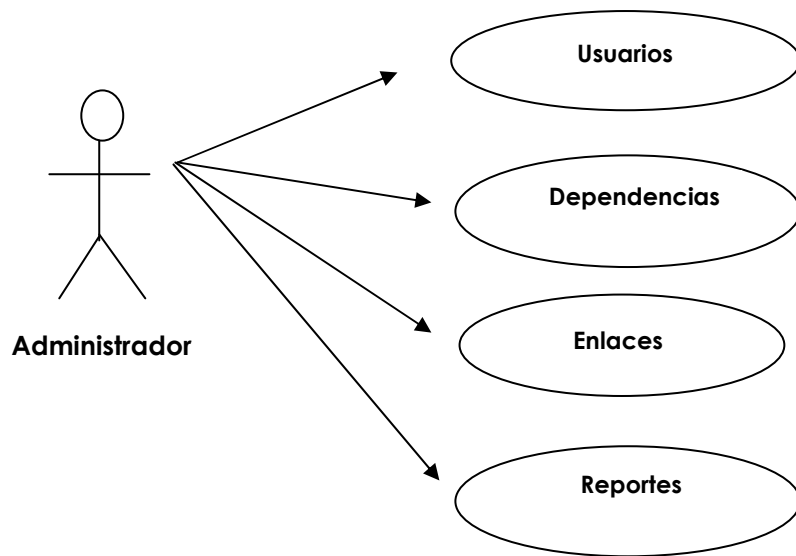 Usuarios
Dependencias
Enlaces
Administrador
Reportes